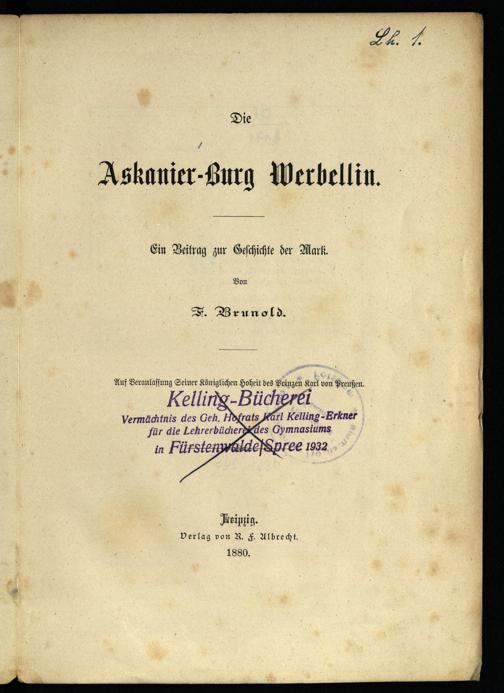 Lh. 1.
Die
Askanier-Burg Werbellin.
Ein Beitrag zur Geschichte der Mark.
Von
F. Brunold.
Auf Veranlassung Seiner Königlichen Hoheit des Prinzen Karl von Preußen.
Kelling-Bücherei
Vermächtnis des Geh. Hofrats Karl Kelling-Erkner
für die Lehrerbücherei des Gymnasiums
in Fürstenwalde/Spree 1932
Leipzig.
Verlag von R. F. Albrecht.
1880.